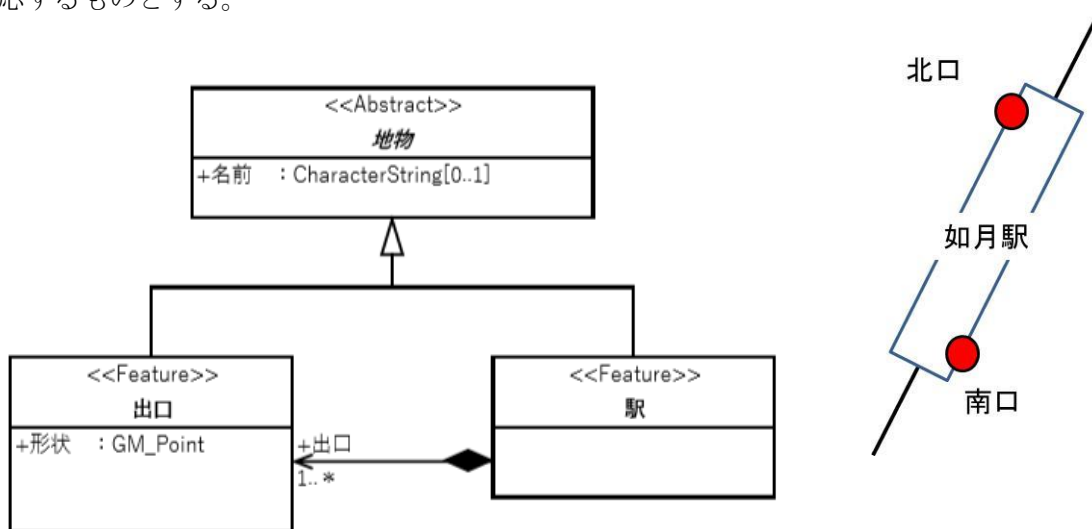 応するものとする。
<<Abstract>>
地物
+名前 : CharacterString[0..1]
<<Feature>>
出口
+形状 : GM_Point
+出口
1..*
<<Feature>>
駅
北口
如月駅
南口